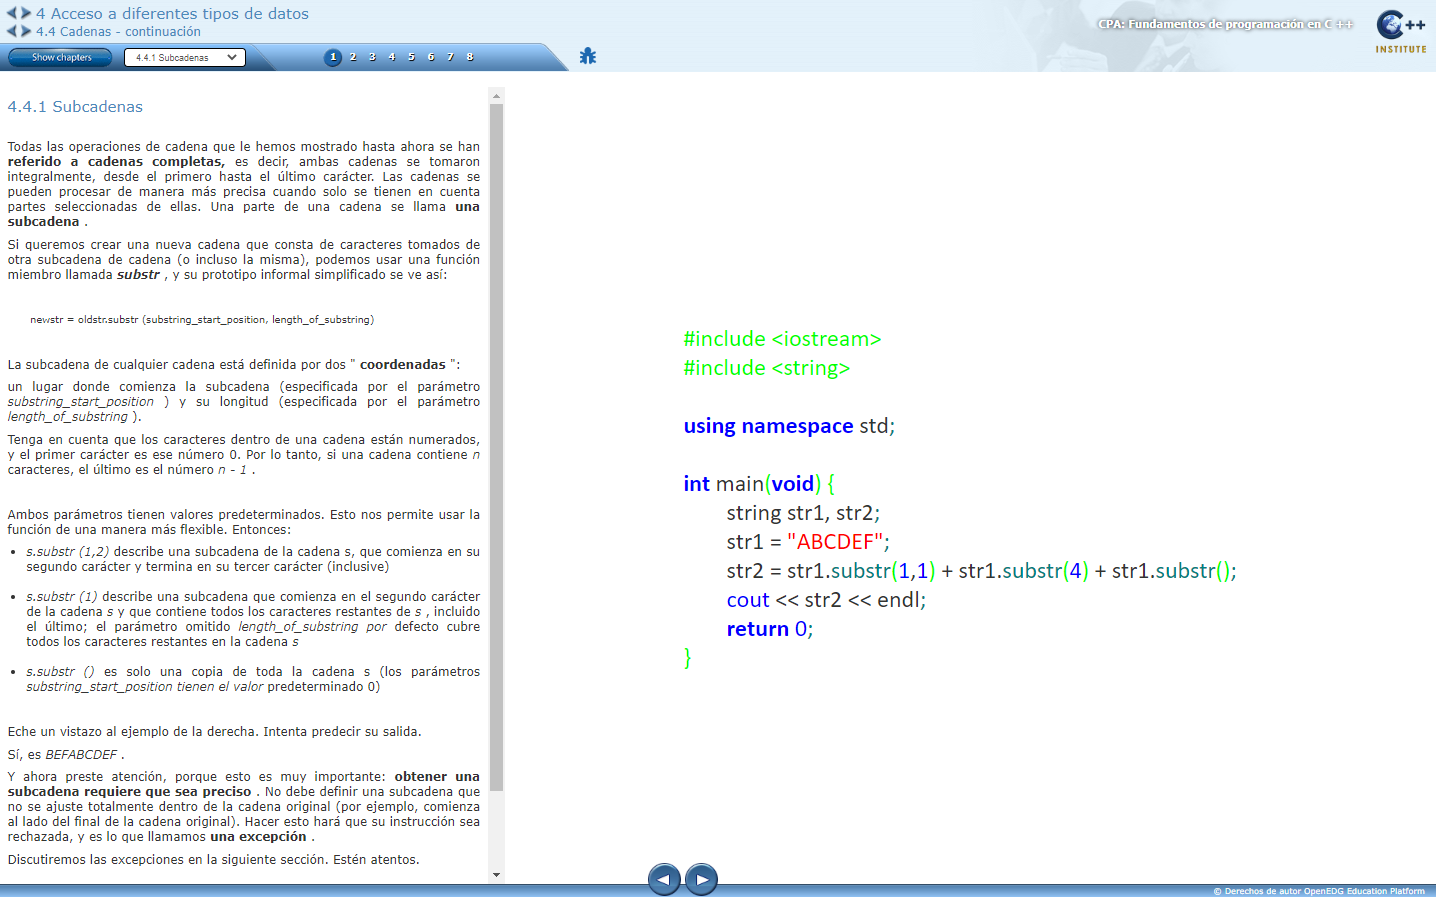 4 Acceso a diferentes tipos de datos
4.4 Cadenas - continuación
CPA: Fundamentos de programación en C ++
C++
INSTITUTE
Show chapters
4.4.1 Subcadenas
1 2 3 4 5 6 7 8
4.4.1 Subcadenas
Todas las operaciones de cadena que le hemos mostrado hasta ahora se han
referido a cadenas completas, es decir, ambas cadenas se tomaron
integralmente, desde el primero hasta el último carácter. Las cadenas se
pueden procesar de manera más precisa cuando solo se tienen en cuenta
partes seleccionadas de ellas. Una parte de una cadena se llama una
subcadena .
Si queremos crear una nueva cadena que consta de caracteres tomados de
otra subcadena de cadena (o incluso la misma), podemos usar una función
miembro llamada substr , y su prototipo informal simplificado se ve así:
newstr = oldstr.substr (substring_start_position, length_of_substring)
La subcadena de cualquier cadena está definida por dos " coordenadas ":
un lugar donde comienza la subcadena (especificada por el parámetro
substring_start_position ) y su longitud (especificada por el parámetro
length_of_substring ).
Tenga en cuenta que los caracteres dentro de una cadena están numerados,
y el primer carácter es ese número 0. Por lo tanto, si una cadena contiene n
caracteres, el último es el número n - 1 .
Ambos parámetros tienen valores predeterminados. Esto nos permite usar la
función de una manera más flexible. Entonces:
• s.substr (1,2) describe una subcadena de la cadena s, que comienza en su
segundo carácter y termina en su tercer carácter (inclusive)
• s.substr (1) describe una subcadena que comienza en el segundo carácter
de la cadena s y que contiene todos los caracteres restantes de s , incluido
el último; el parámetro omitido length_of_substring por defecto cubre
todos los caracteres restantes en la cadena s
• s.substr () es solo una copia de toda la cadena s (los parámetros
substring_start_position tienen el valor predeterminado 0)
Eche un vistazo al ejemplo de la derecha. Intenta predecir su salida.
Sí, es BEFABCDEF .
Y ahora preste atención, porque esto es muy importante: obtener una
subcadena requiere que sea preciso . No debe definir una subcadena que
no se ajuste totalmente dentro de la cadena original (por ejemplo, comienza
al lado del final de la cadena original). Hacer esto hará que su instrucción sea
rechazada, y es lo que llamamos una excepción .
Discutiremos las excepciones en la siguiente sección. Estén atentos.
#include <iostream>
#include <string>
using namespace std;
int main(void) {
string str1, str2;
str1 = "ABCDEF";
str2 = str1.substr(1,1) + str1.substr(4) + str1.substr();
cout << str2 << endl;
return 0;
}
© Derechos de autor OpenEDG Education Platform